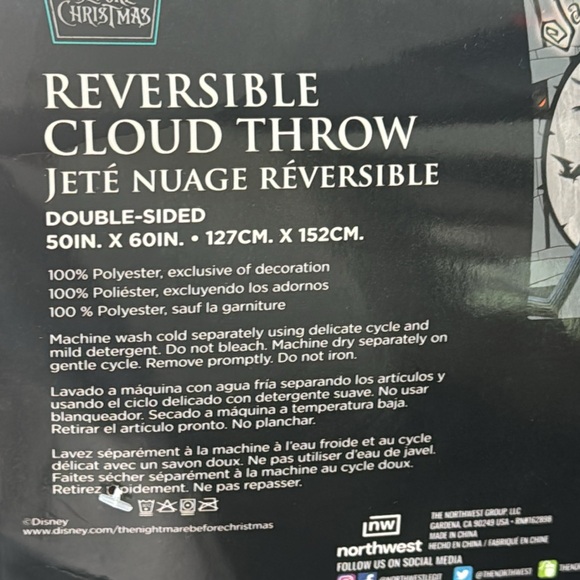 CHRISTMAS
REVERSIBLE
CLOUD THROW
JETÉ NUAGE RÉVERSIBLE
DOUBLE-SIDED
50IN. X 60IN. • 127CM. X 152CM.
100% Polyester, exclusive of decoration
100% Poliéster, excluyendo los adornos
100 % Polyester, sauf la garniture
Machine wash cold separately using delicate cycle and
mild detergent. Do not bleach. Machine dry separately on
gentle cycle. Remove promptly. Do not iron.
Lavado a máquina con agua fría separando los artículos y
usando el ciclo delicado con detergente suave. No usar
blanqueador. Secado a máquina a temperatura baja.
Retirar el artículo pronto. No planchar.
Lavez séparément à la machine à l'eau froide et au cycle
délicat avec un savon doux. Ne pas utiliser d'eau de javel.
Faites sécher séparément à la machine au cycle doux.
Retirez Ne pas repasser.
©Disney
www.disney.com/thenightmarebeforechristmas
nw
northwest
THE NORTHWEST GROUP, LLC
GARDENA, CA 90249 USA -
MADE IN CHINA
HECHO EN CHINA / FABRIQUÉ EN CHINE
FOLLOW US ON SOCIAL MEDIA
@THENORTHWEST